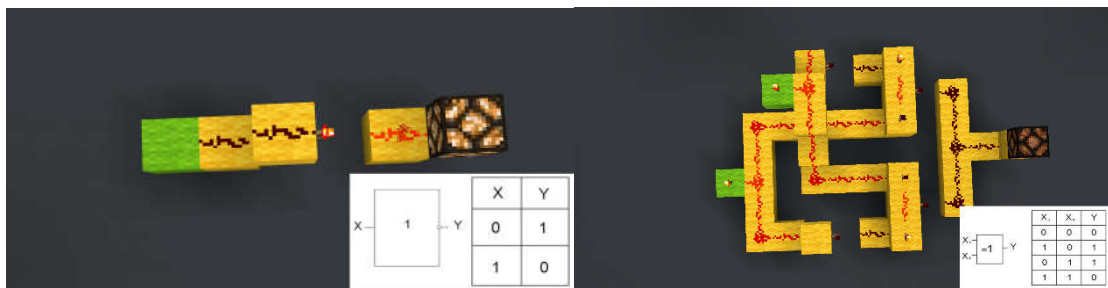 X 1 Y
X Y
0 1
1 0
X₁ X₂ Y
0 0 0
1 0 1
0 1 1
1 1 0
X₁
X₂ =1 Y